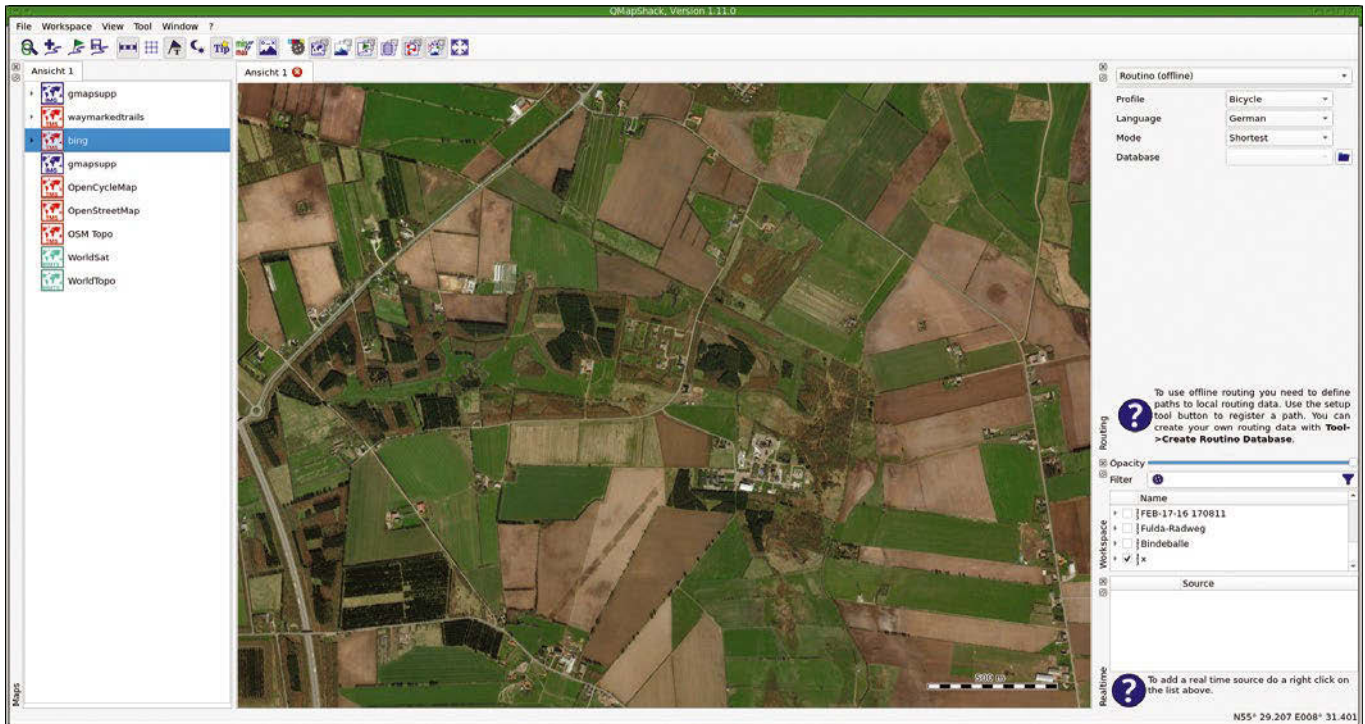 QMapShack, Version 1.11.0
File Workspace View Tool Window ?
Ansicht 1
gmapsupp
waymarkedtrails
bing
gmapsupp
OpenCycleMap
OpenStreetMap
OSM Topo
WorldSat
WorldTopo
Maps
Ansicht 1
500 m
Routino (offline)
Profile Bicycle
Language German
Mode Shortest
Database
To use offline routing you need to define
paths to local routing data. Use the setup
tool button to register a path. You can
create your own routing data with Tool-
>Create Routino Database.
Routing
Opacity
Filter
Name
FEB-17-16 170811
Fulda-Radweg
Bindeballe
x
Workspace
Source
To add a real time source do a right click on
the list above.
Realtime
N55° 29.207 E008° 31.401